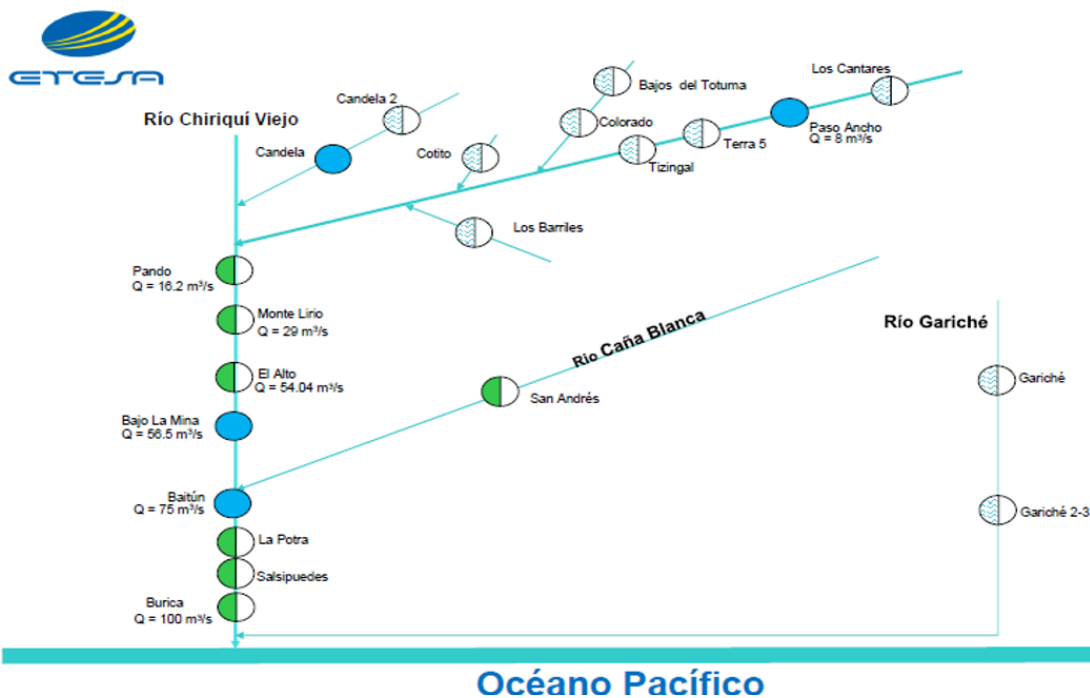 ETESA
Río Chiriquí Viejo
Candela 2
Candela
Cotito
Bajos del Totuma
Colorado
Los Cantares
Paso Ancho
Q = 8 m³/s
Terra 5
Tizingal
Los Barriles
Pando
Q = 16.2 m³/s
Monte Lirio
Q = 29 m³/s
El Alto
Q = 54.04 m³/s
Bajo La Mina
Q = 56.5 m³/s
Rio Caña Blanca
San Andrés
Río Gariché
Gariché
Gariché 2-3
Baitún
Q = 75 m³/s
La Potra
Salsipuedes
Burica
Q = 100 m³/s
Océano Pacífico